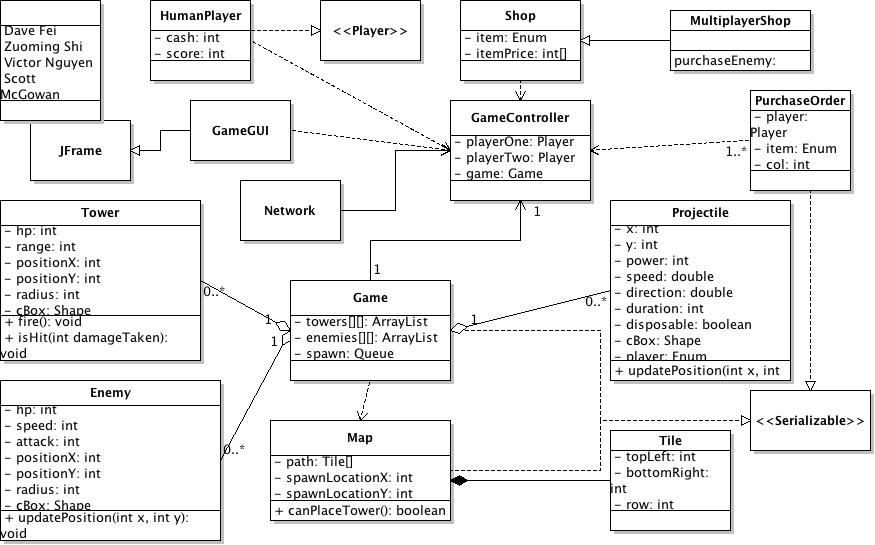 Dave Fei
Zuoming Shi
Victor Nguyen
Scott
McGowan
HumanPlayer
- cash: int
- score: int
<<Player>>
Shop
- item: Enum
- itemPrice: int[]
MultiplayerShop
purchaseEnemy:
JFrame
GameGUI
GameController
- playerOne: Player
- playerTwo: Player
- game: Game
PurchaseOrder
- player:
Player
- item: Enum
- col: int
1..*
Network
1
1
Tower
- hp: int
- range: int
- positionX: int
- positionY: int
- radius: int
- cBox: Shape
+ fire(): void
+ isHit(int damageTaken):
void
0..*
1
1
Game
- towers[][]: ArrayList
- enemies[][]: ArrayList
- spawn: Queue
1
0..*
Projectile
- x: int
- y: int
- power: int
- speed: double
- direction: double
- duration: int
- disposable: boolean
- cBox: Shape
- player: Enum
+ updatePosition(int x, int
Enemy
- hp: int
- speed: int
- attack: int
- positionX: int
- positionY: int
- radius: int
- cBox: Shape
+ updatePosition(int x, int y):
void
0..*
Map
- path: Tile[]
- spawnLocationX: int
- spawnLocationY: int
+ canPlaceTower(): boolean
Tile
- topLeft: int
- bottomRight:
int
- row: int
<<Serializable>>